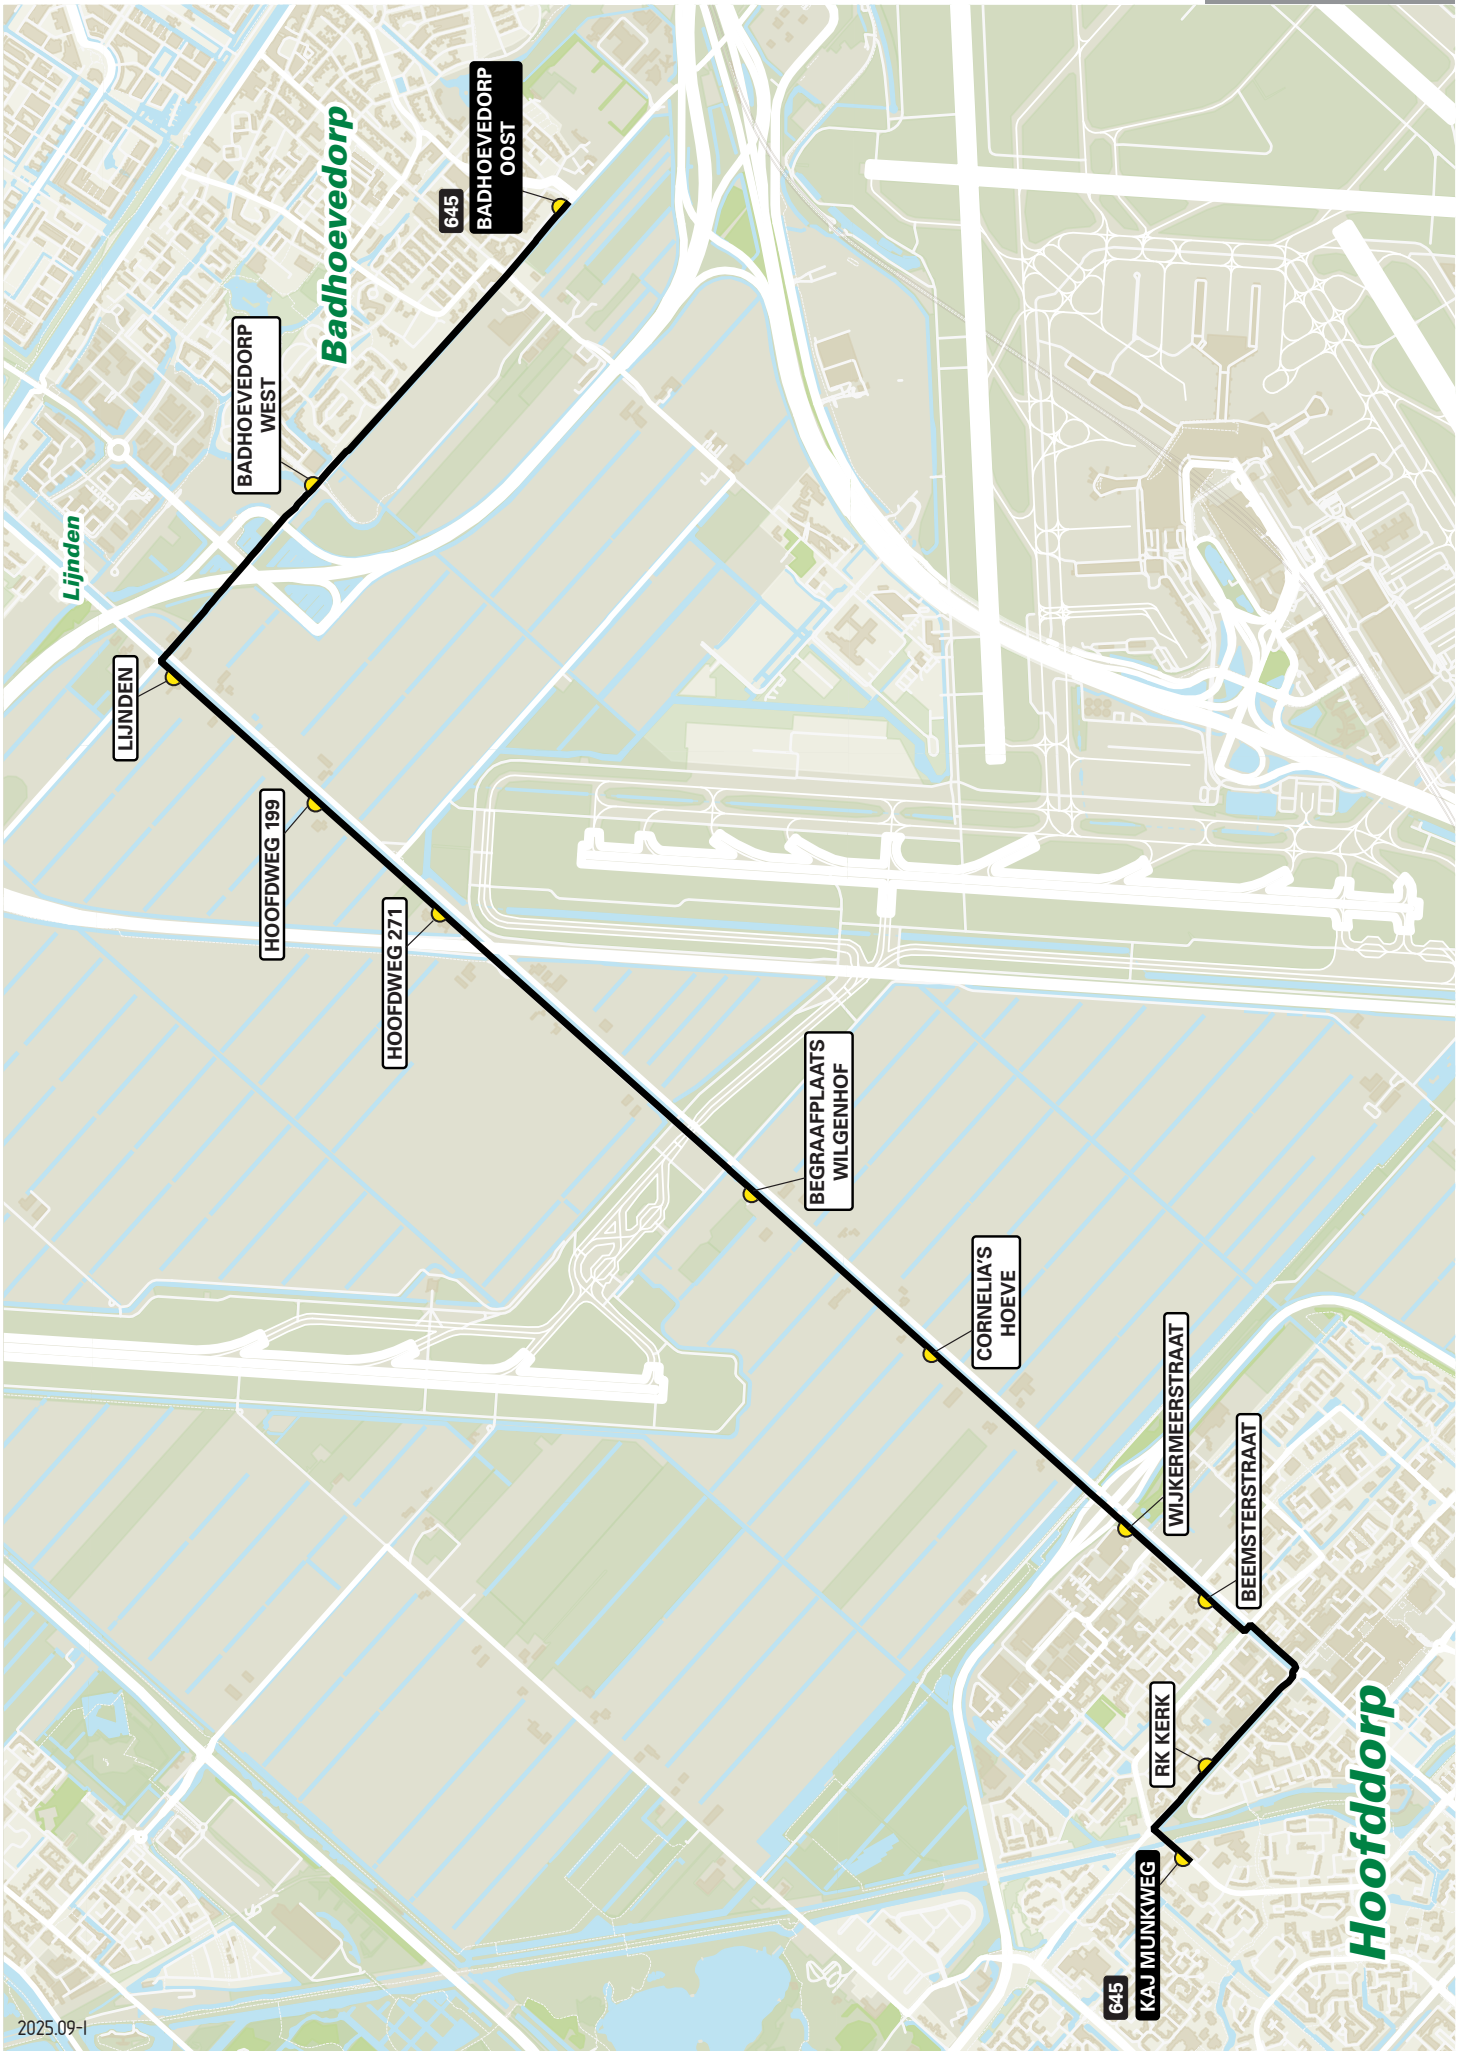 Lijnden
Badhoevedorp
645
BADHOEVEDORP
OOST
BADHOEVEDORP
WEST
LIJNDEN
HOOFDWEG 199
HOOFDWEG 271
BEGRAAFPLAATS
WILGENHOF
CORNELIA'S
HOEVE
WIJKERMEERSTRAAT
BEEMSTERSTRAAT
RK KERK
645
KAJ MUNKWEG
Hoofddorp
2025.09-I